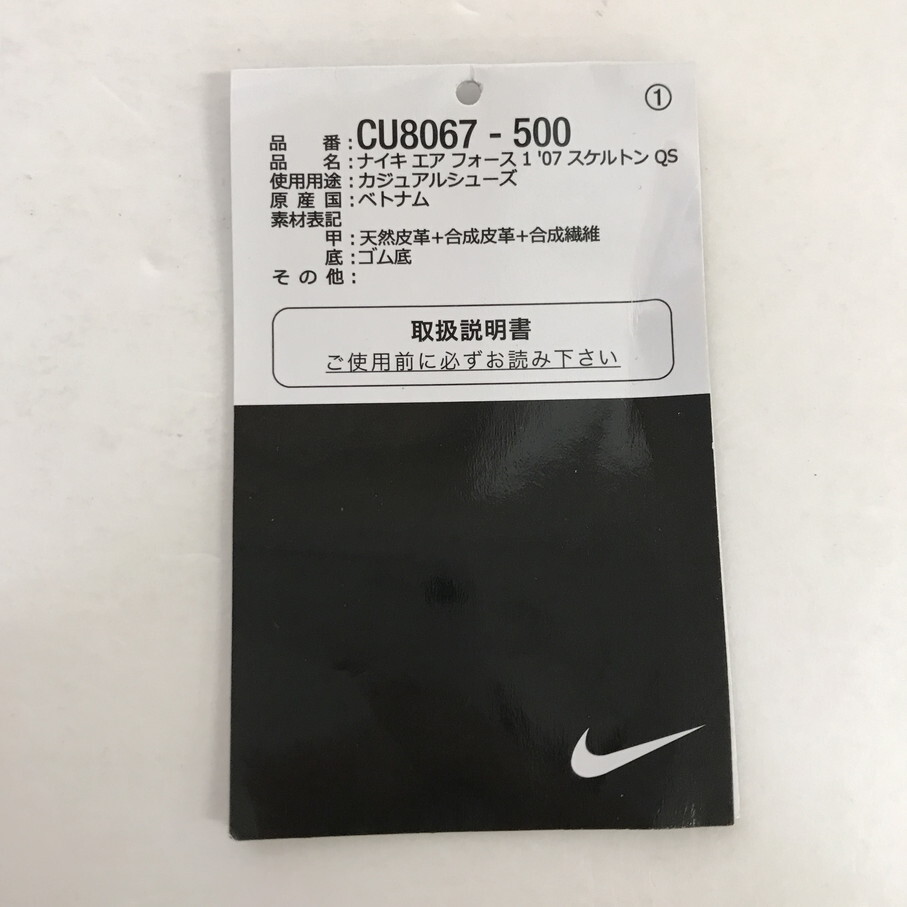 ①
品番:CU8067 - 500
品名:ナイキ エア フォース 1 '07 スケルトン QS
使用用途:カジュアルシューズ
原産国:ベトナム
素材表記
甲:天然皮革+合成皮革+合成繊維
底:ゴム底
その他:
取扱説明書
ご使用前に必ずお読み下さい